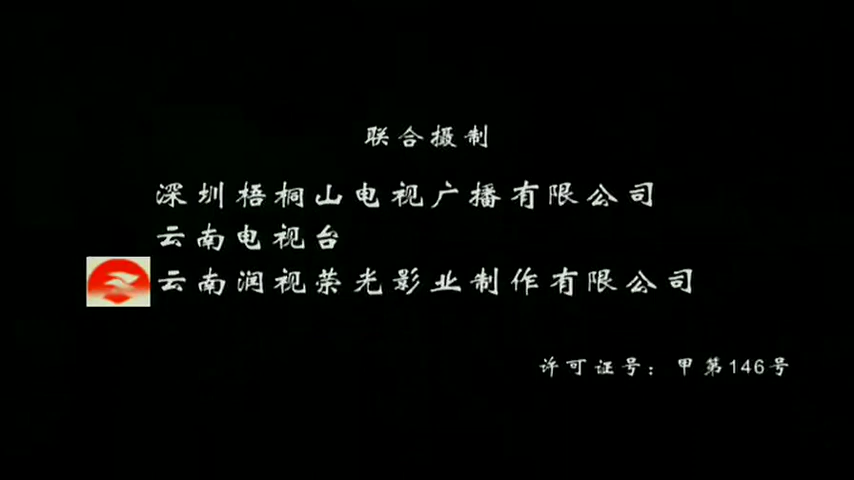 联合摄制
深圳梧桐山电视广播有限公司
云南电视台
云南润视荣光影业制作有限公司
许可证号：甲第146号